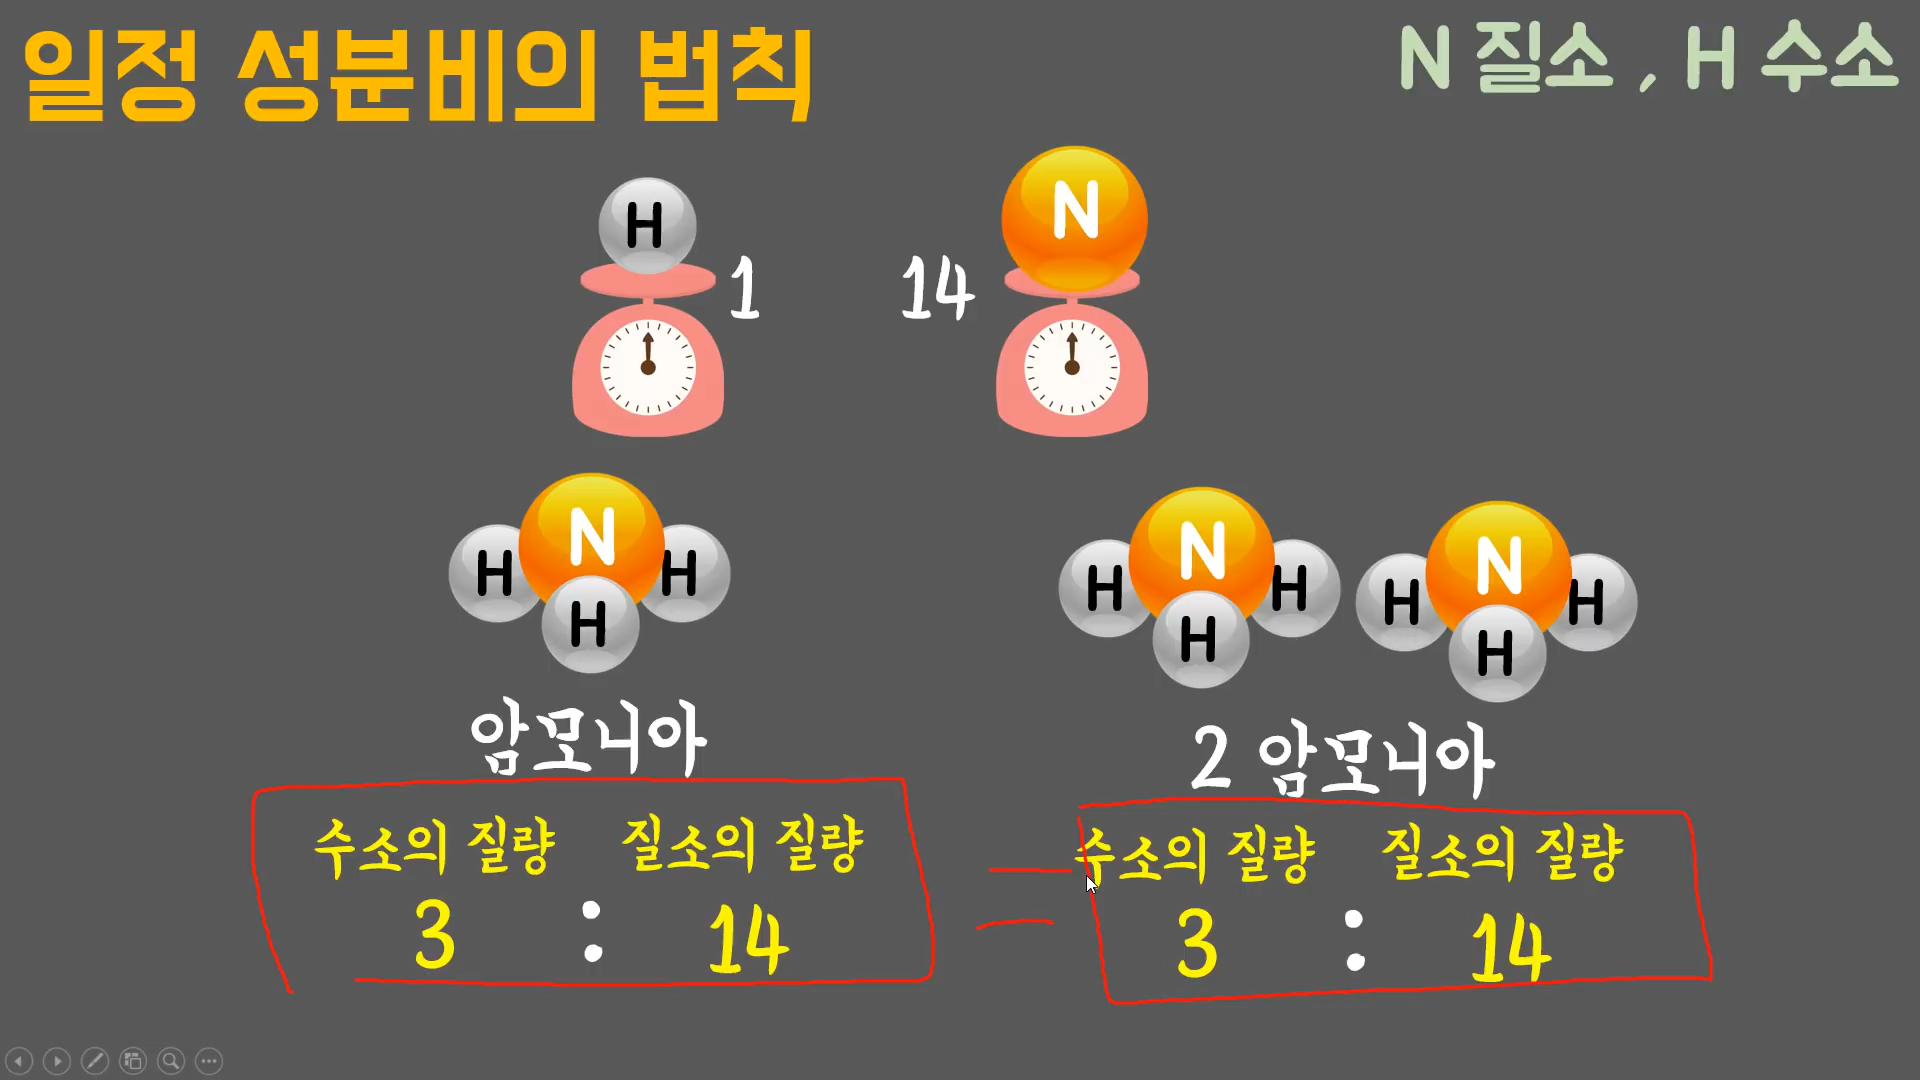 일정 성분비의 법칙
N 질소 , H 수소
H
1
14
N
N
H
H
H
암모니아
N
H
H
H
N
H
H
H
2 암모니아
수소의 질량 질소의 질량
3 : 14
=
수소의 질량 질소의 질량
3 : 14